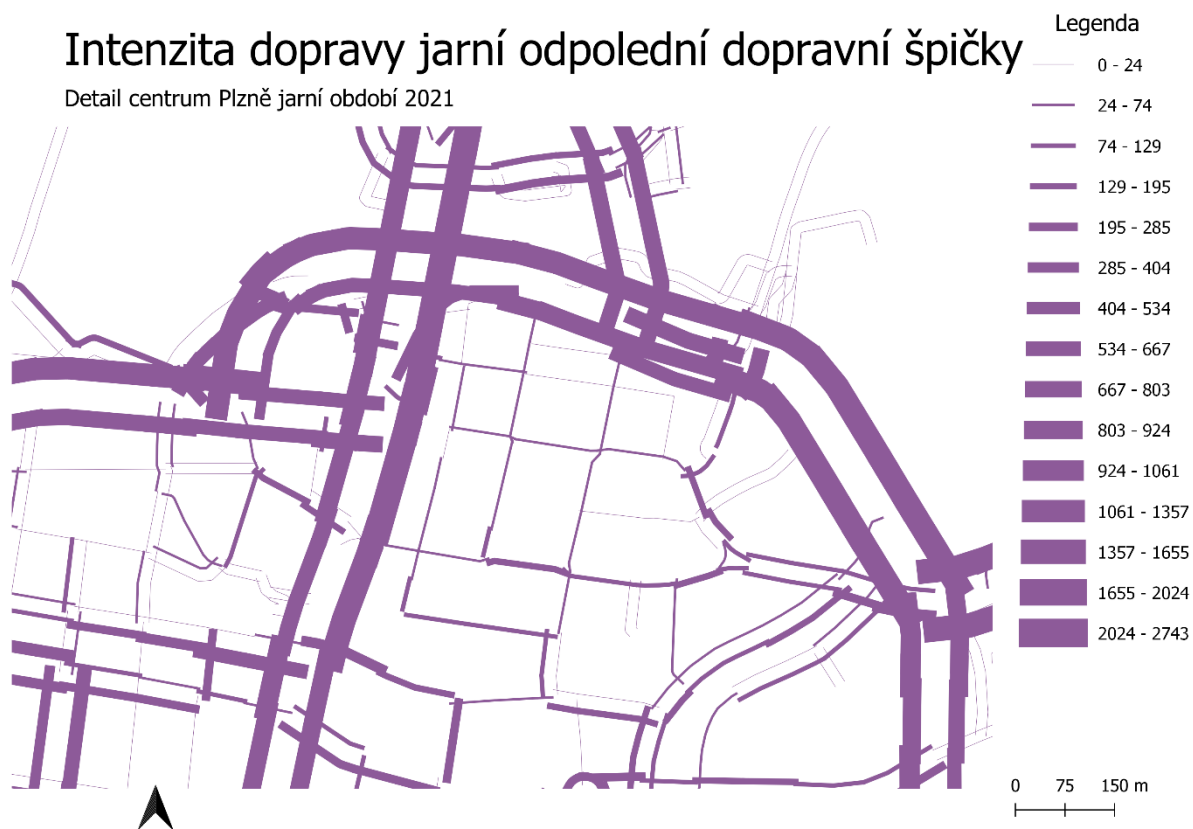 Intenzita dopravy jarní odpolední dopravní špičky
Detail centrum Plzně jarní období 2021
Legenda
0 - 24
24 - 74
74 - 129
129 - 195
195 - 285
285 - 404
404 - 534
534 - 667
667 - 803
803 - 924
924 - 1061
1061 - 1357
1357 - 1655
1655 - 2024
2024 - 2743
0 75 150 m